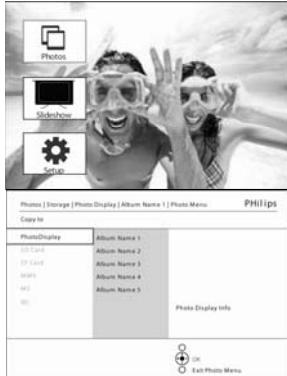 Photos
Slideshow
Setup
Photos | Storage | Photo Display | Album Name 1 | Photo Menu PHilips
Copy to
PhotoDisplay Album Name 1
SD Card Album Name 2
CF Card Album Name 3
MMC Album Name 4
MS Album Name 5
Photo Display Info
OK
Exit Photo Menu